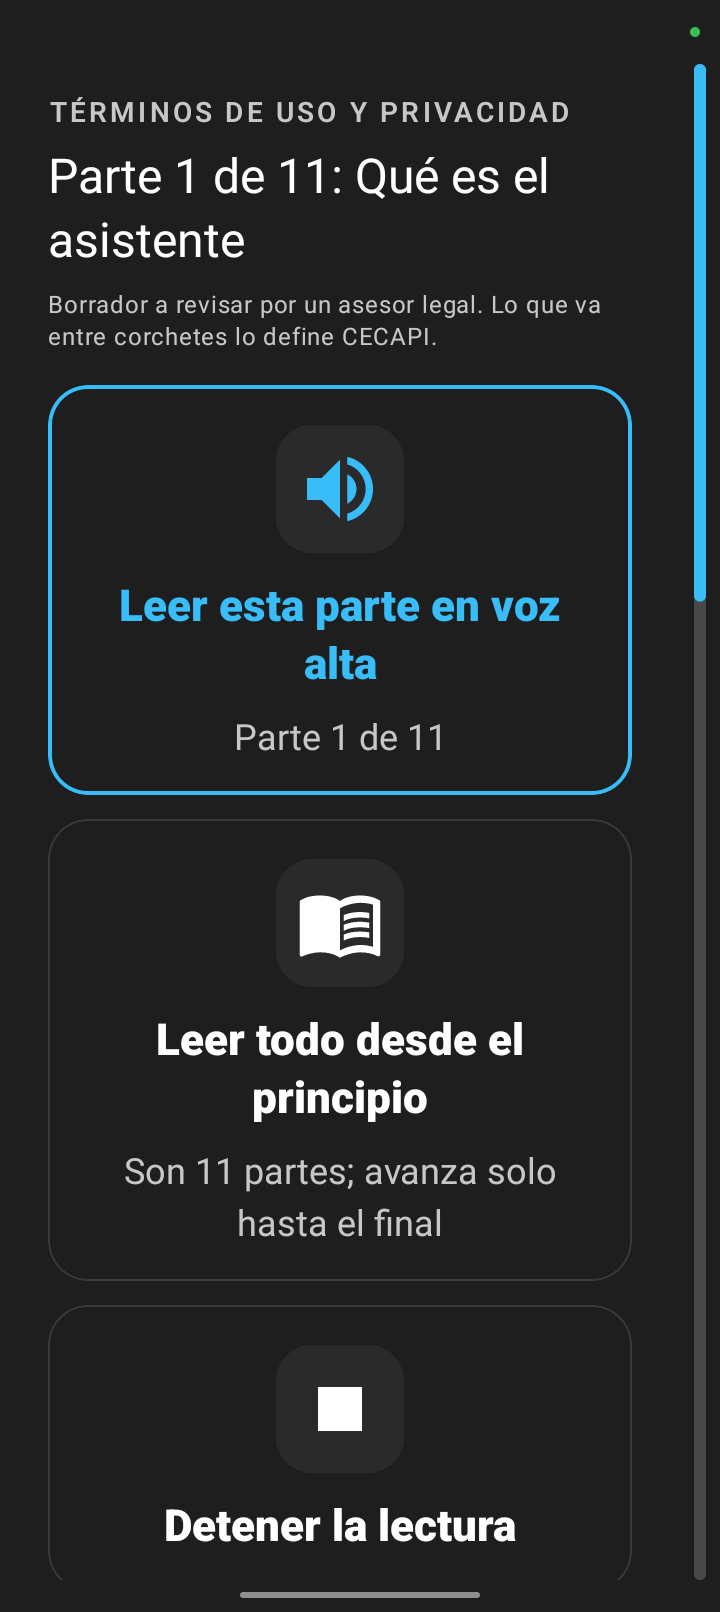 TÉRMINOS DE USO Y PRIVACIDAD
Parte 1 de 11: Qué es el
asistente
Borrador a revisar por un asesor legal. Lo que va
entre corchetes lo define CECAPI.
Leer esta parte en voz
alta
Parte 1 de 11
Leer todo desde el
principio
Son 11 partes; avanza solo
hasta el final
Detener la lectura